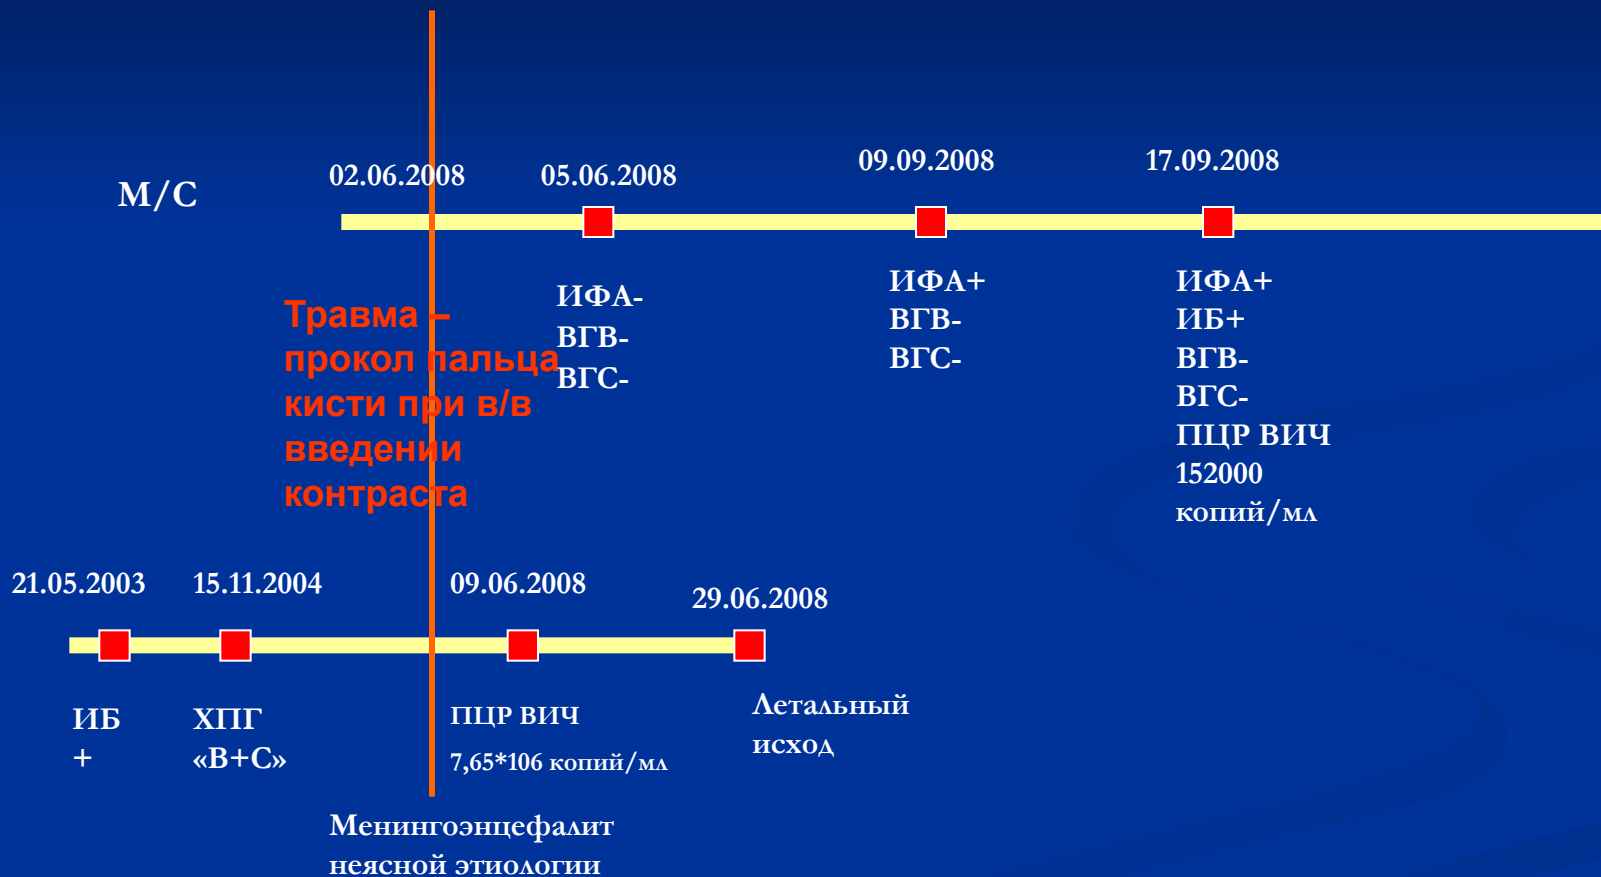 М/С
02.06.2008
05.06.2008
09.09.2008
17.09.2008
ИФА-
ВГВ-
ВГС-
ИФА+
ВГВ-
ВГС-
ИФА+
ИБ+
ВГВ-
ВГС-
ПЦР ВИЧ
152000
копий/мл
Травма –
прокол пальца
кисти при в/в
введении
контраста
21.05.2003
15.11.2004
09.06.2008
29.06.2008
ИБ
+
ХПГ
«В+С»
ПЦР ВИЧ
7,65*106 копий/мл
Летальный
исход
Менингоэнцефалит
неясной этиологии